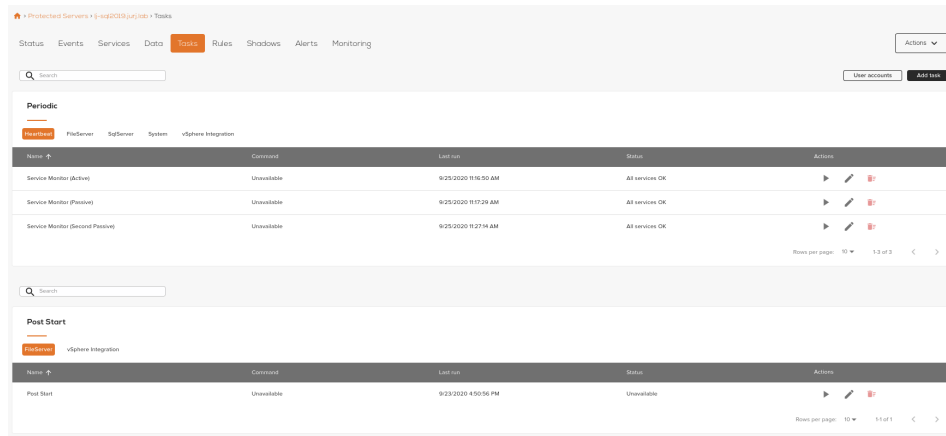 Protected Servers › lj-sql2019.jurj.lab › Tasks
Status Events Services Data Tasks Rules Shadows Alerts Monitoring Actions
Search User accounts Add task
Periodic
Heartbeat FileServer SqlServer System vSphere Integration
Name Command Last run Status Actions
Service Monitor (Active) Unavailable 9/25/2020 11:16:50 AM All services OK
Service Monitor (Passive) Unavailable 9/25/2020 11:17:29 AM All services OK
Service Monitor (Second Passive) Unavailable 9/25/2020 11:27:14 AM All services OK
Rows per page: 10 1-3 of 3
Search
Post Start
FileServer vSphere Integration
Name Command Last run Status Actions
Post Start Unavailable 9/23/2020 4:50:56 PM Unavailable
Rows per page: 10 1-1 of 1